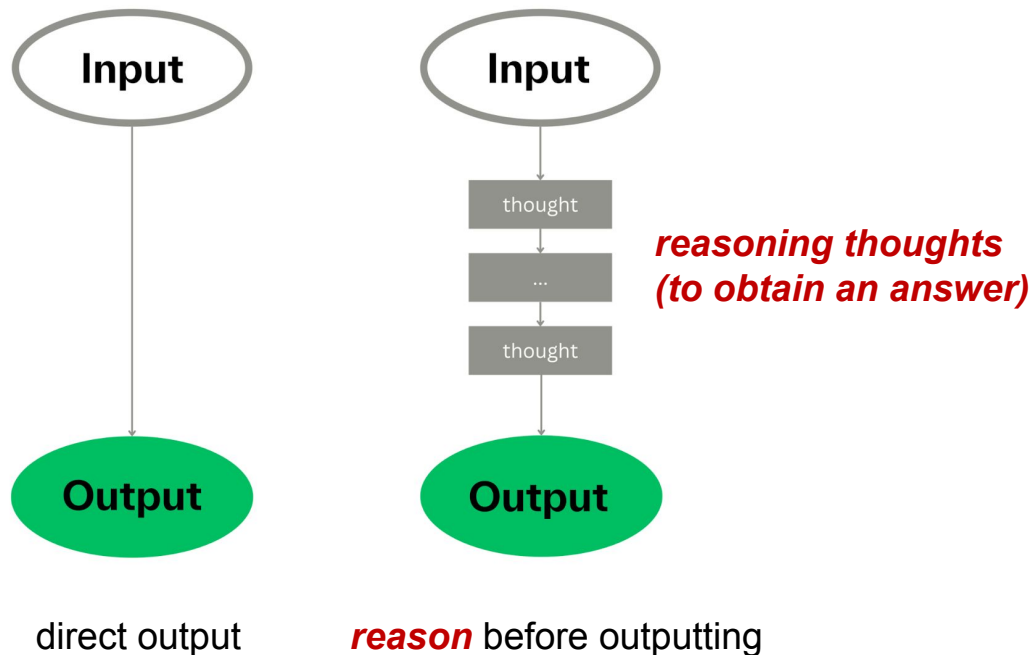 Input
Output
direct output
Input
thought
...
thought
Output
reasoning thoughts
(to obtain an answer)
reason before outputting